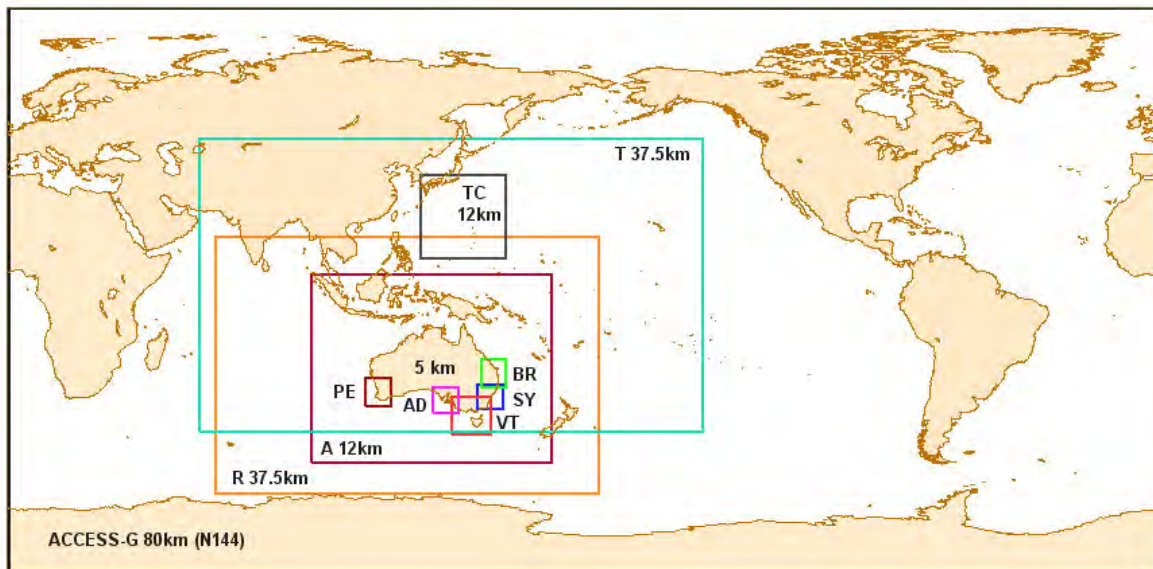 T 37.5km
TC
12km
5 km
BR
PE
AD
SY
VT
A 12km
R 37.5km
ACCESS-G 80km (N144)